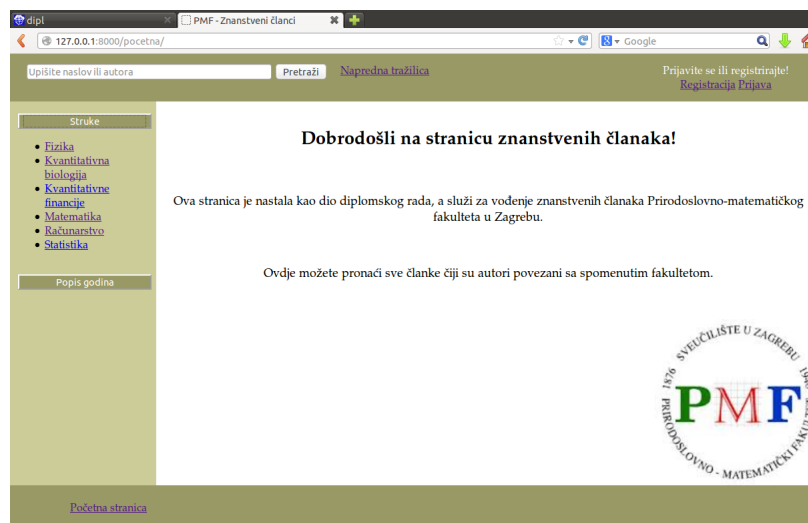 dipl
PMF - Znanstveni članci
127.0.0.1:8000/pocetna/
Google
Upišite naslov ili autora
Pretraži
Napredna tražilica
Prijavite se ili registrirajte!
Registracija Prijava
Struke
Fizika
Kvantitativna
biologija
Kvantitativne
financije
Matematika
Računarstvo
Statistika
Popis godina
Dobrodošli na stranicu znanstvenih članaka!
Ova stranica je nastala kao dio diplomskog rada, a služi za vođenje znanstvenih članaka Prirodoslovno-matematičkog
fakulteta u Zagrebu.
Ovdje možete pronaći sve članke čiji su autori povezani sa spomenutim fakultetom.
SVEUČILIŠTE U ZAGREBU
1876
PMF
PRIRODOSLOVNO - MATEMATIČKI
Početna stranica